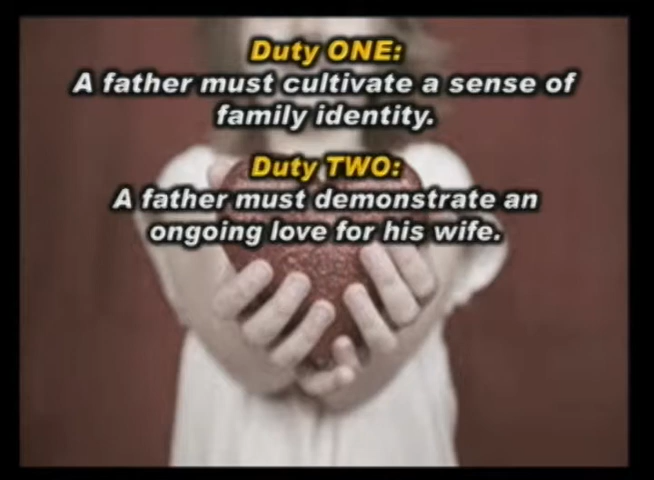 Duty ONE:
A father must cultivate a sense of
family identity.
Duty TWO:
A father must demonstrate an
ongoing love for his wife.